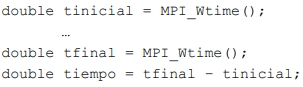 double tinicial = MPI_Wtime();
…
double tfinal = MPI_Wtime();
double tiempo = tfinal – tinicial;